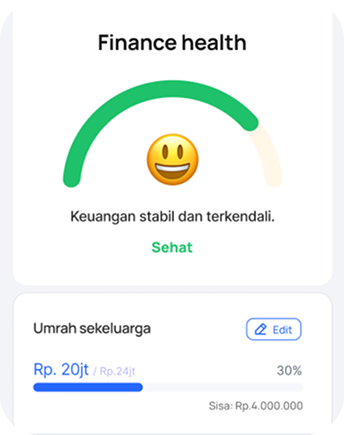 Finance health
Keuangan stabil dan terkendali.
Sehat
Umrah sekeluarga
Edit
Rp. 20jt / Rp.24jt
30%
Sisa: Rp.4.000.000